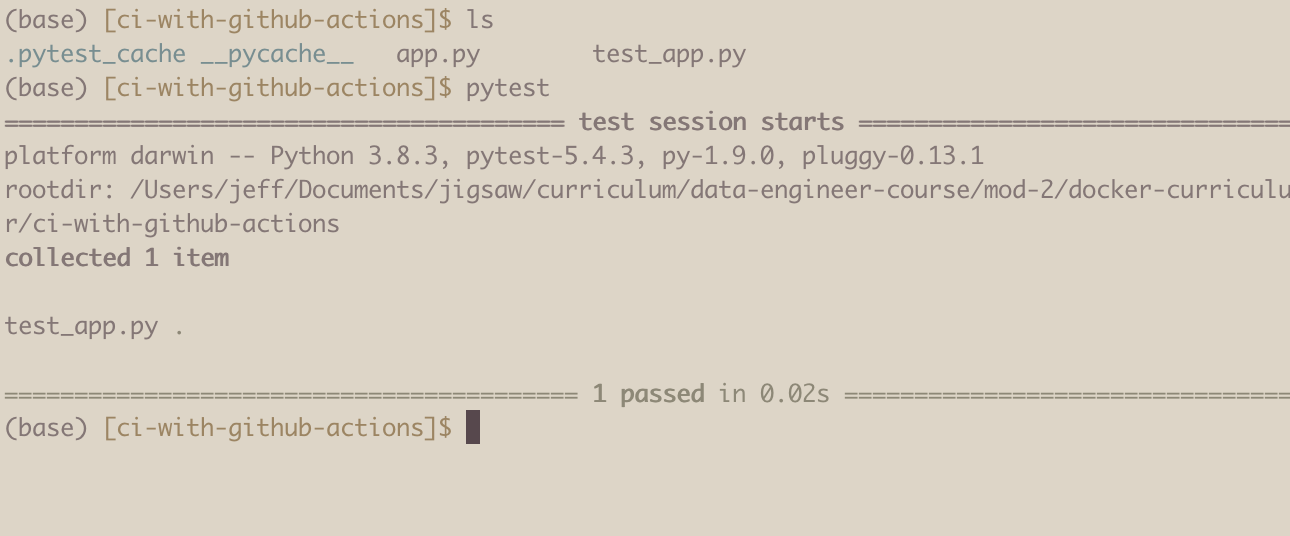 (base) [ci-with-github-actions]$ ls
.pytest_cache __pycache__   app.py        test_app.py
(base) [ci-with-github-actions]$ pytest
======================================== test session starts ===============================
platform darwin -- Python 3.8.3, pytest-5.4.3, py-1.9.0, pluggy-0.13.1
rootdir: /Users/jeff/Documents/jigsaw/curriculum/data-engineer-course/mod-2/docker-curriculu
r/ci-with-github-actions
collected 1 item
test_app.py .
========================================= 1 passed in 0.02s ================================
(base) [ci-with-github-actions]$